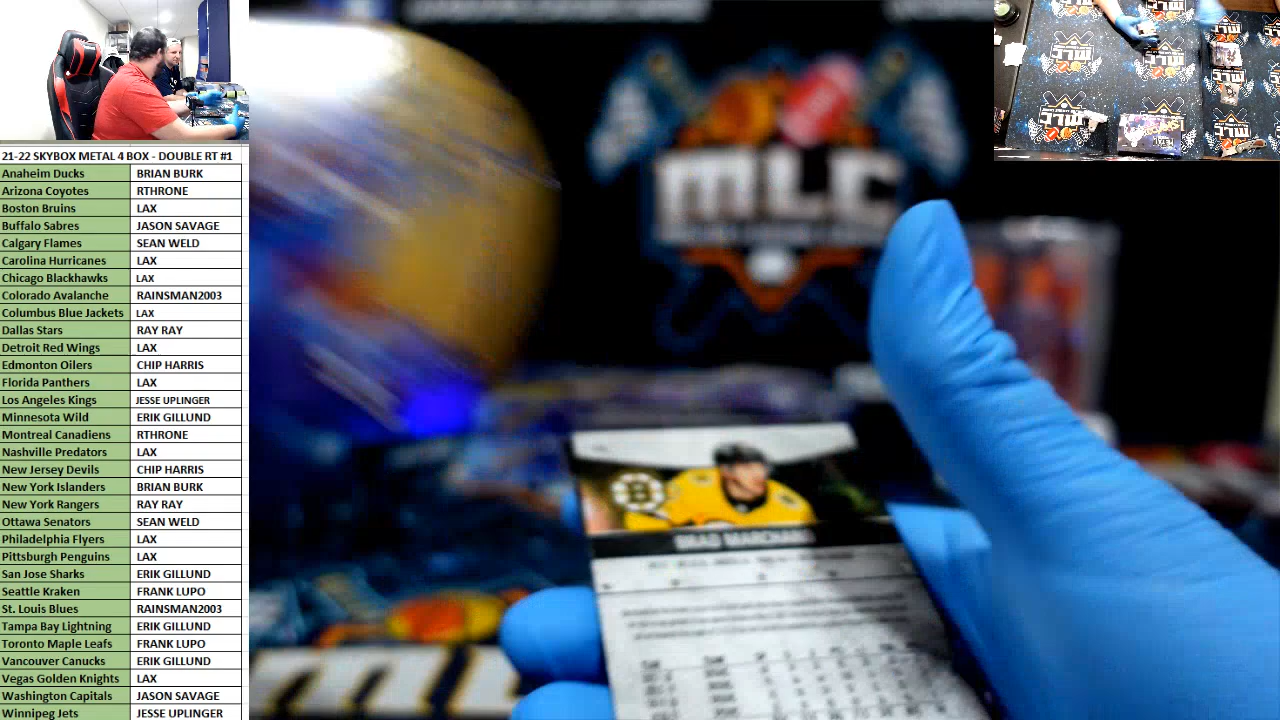 21-22 SKYBOX METAL 4 BOX - DOUBLE RT #1
Anaheim Ducks BRIAN BURK
Arizona Coyotes RTHRONE
Boston Bruins LAX
Buffalo Sabres JASON SAVAGE
Calgary Flames SEAN WELD
Carolina Hurricanes LAX
Chicago Blackhawks LAX
Colorado Avalanche RAINSMAN2003
Columbus Blue Jackets LAX
Dallas Stars RAY RAY
Detroit Red Wings LAX
Edmonton Oilers CHIP HARRIS
Florida Panthers LAX
Los Angeles Kings JESSE UPLINGER
Minnesota Wild ERIK GILLUND
Montreal Canadiens RTHRONE
Nashville Predators LAX
New Jersey Devils CHIP HARRIS
New York Islanders BRIAN BURK
New York Rangers RAY RAY
Ottawa Senators SEAN WELD
Philadelphia Flyers LAX
Pittsburgh Penguins LAX
San Jose Sharks ERIK GILLUND
Seattle Kraken FRANK LUPO
St. Louis Blues RAINSMAN2003
Tampa Bay Lightning ERIK GILLUND
Toronto Maple Leafs FRANK LUPO
Vancouver Canucks ERIK GILLUND
Vegas Golden Knights LAX
Washington Capitals JASON SAVAGE
Winnipeg Jets JESSE UPLINGER
MLC
B
BRAD MARCHAND